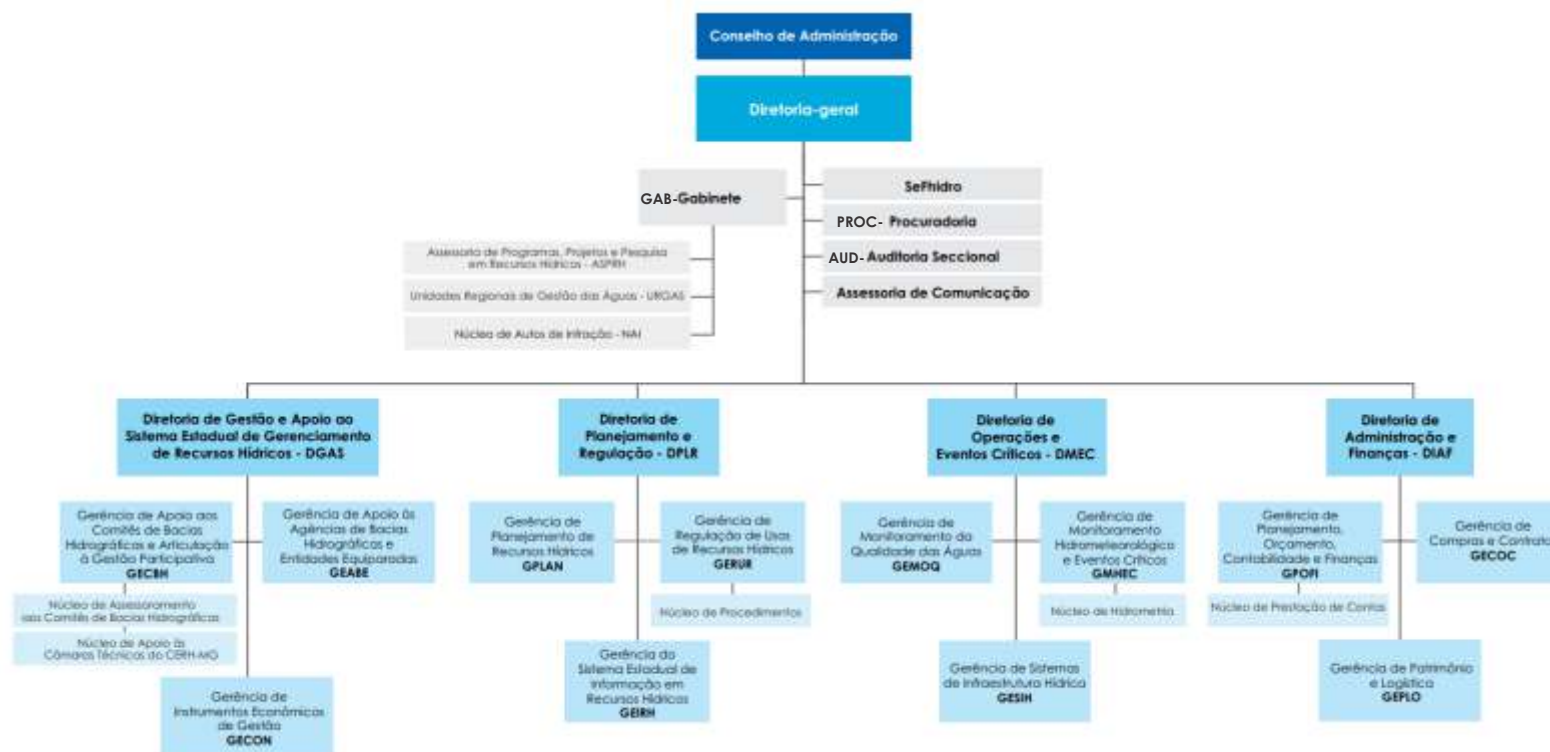 Conselho de Administração
Diretoria-geral
GAB-Gabinete
SeFhidro
PROC- Procuradoria
AUD- Auditoria Seccional
Assessoria de Comunicação
Assessoria de Programas, Projetos e Pesquisa
em Recursos Hídricos - ASPRH
Unidades Regionais de Gestão das Águas - URGAS
Núcleo de Autos de Infração - NAI
Diretoria de Gestão e Apoio ao
Sistema Estadual de Gerenciamento
de Recursos Hídricos - DGAS
Gerência de Apoio aos
Comitês de Bacias
Hidrográficas e Articulação
à Gestão Participativa
GECBH
Núcleo de Assessoramento
aos Comitês de Bacias Hidrográficas
Núcleo de Apoio às
Câmaras Técnicas do CERH-MG
Gerência de Apoio às
Agências de Bacias
Hidrográficas e
Entidades Equiparadas
GEABE
Gerência de
Instrumentos Econômicos
de Gestão
GECON
Diretoria de
Planejamento e
Regulação - DPLR
Gerência de
Planejamento de
Recursos Hídricos
GPLAN
Gerência de
Regulação de Usos
de Recursos Hídricos
GERUR
Núcleo de Procedimentos
Gerência do
Sistema Estadual de
Informação em
Recursos Hídricos
GEIRH
Diretoria de
Operações e
Eventos Críticos - DMEC
Gerência de
Monitoramento da
Qualidade das Águas
GEMOQ
Gerência de
Monitoramento
Hidrometeorológico
e Eventos Críticos
GMHEC
Núcleo de Hidrometria
Gerência de Sistemas
de Infraestrutura Hídrica
GESIH
Diretoria de
Administração e
Finanças - DIAF
Gerência de
Planejamento,
Orçamento,
Contabilidade e Finanças
GPOFI
Núcleo de Prestação de Contas
Gerência de
Compras e Contrato
GECOC
Gerência de Patrimônio
e Logística
GEPLO